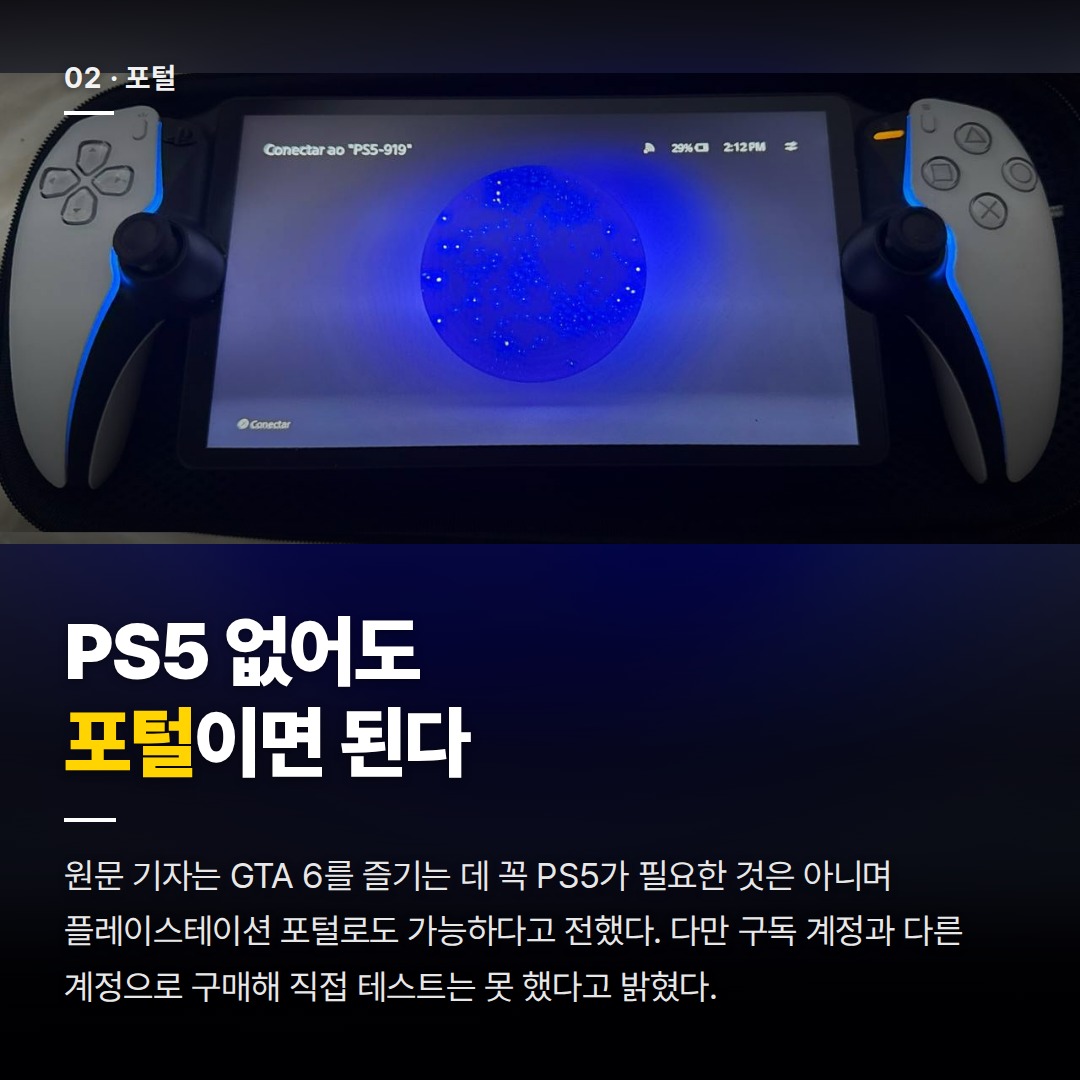 02 · 포털
Conectar ao "PS5-919"
29%
2:12 PM
Conectar
PS5 없어도
포털이면 된다
원문 기자는 GTA 6를 즐기는 데 꼭 PS5가 필요한 것은 아니며
플레이스테이션 포털로도 가능하다고 전했다. 다만 구독 계정과 다른
계정으로 구매해 직접 테스트는 못 했다고 밝혔다.